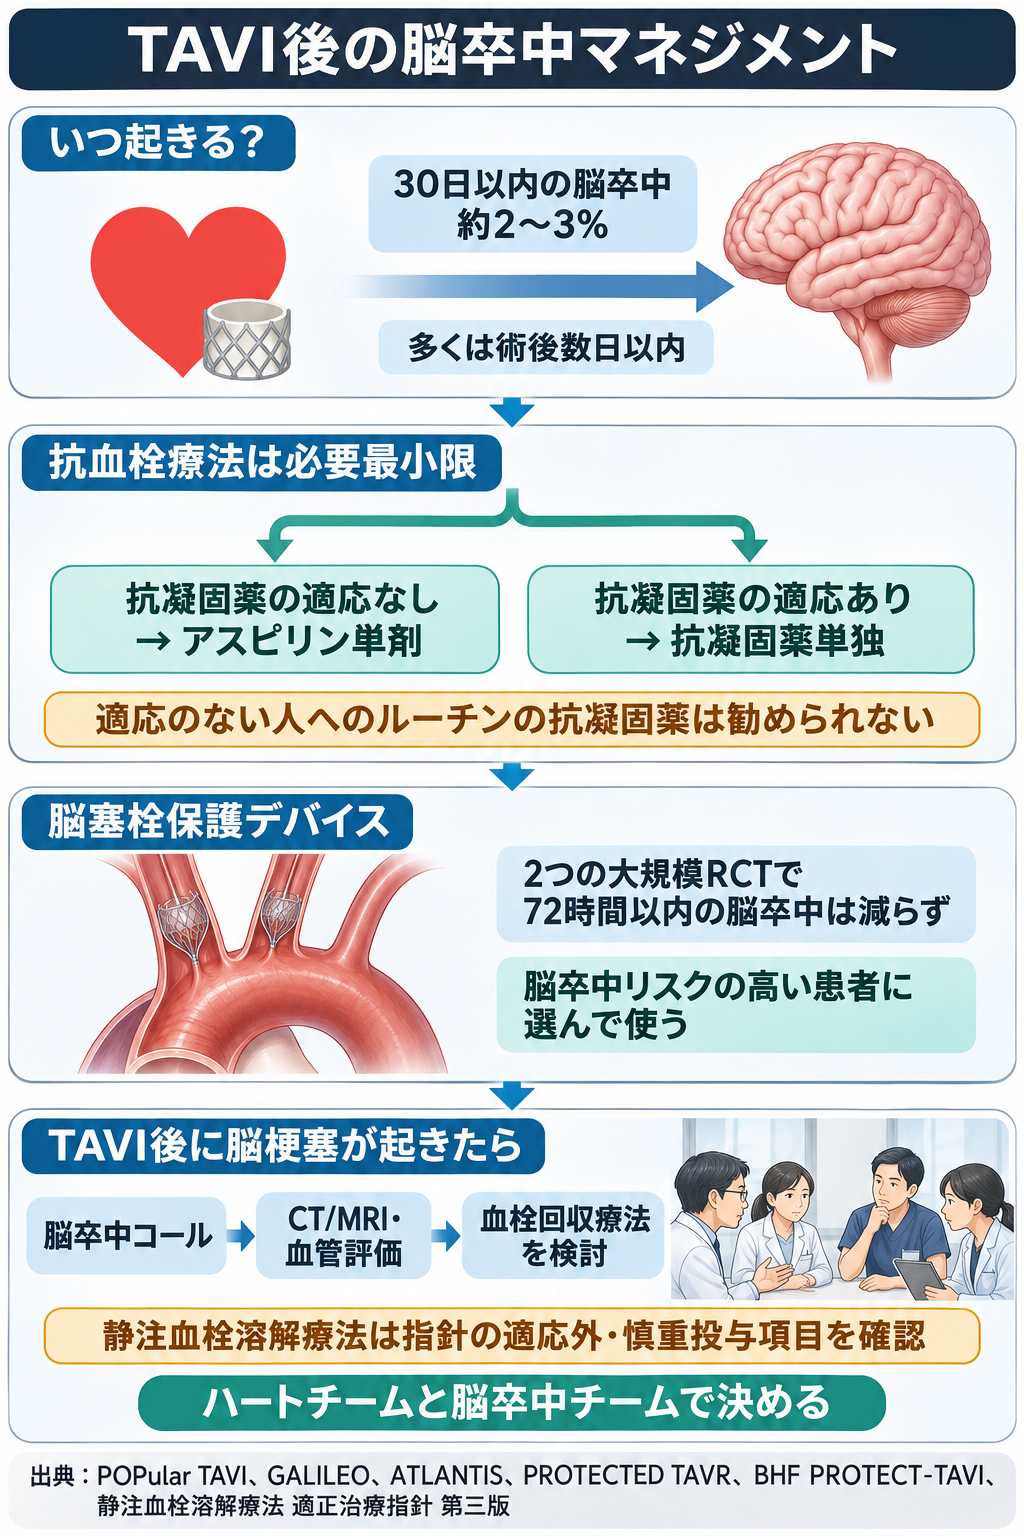 TAVI後の脳卒中マネジメント
いつ起きる？
30日以内の脳卒中
約2〜3%
多くは術後数日以内
抗血栓療法は必要最小限
抗凝固薬の適応なし
→ アスピリン単剤
抗凝固薬の適応あり
→ 抗凝固薬単独
適応のない人へのルーチンの抗凝固薬は勧められない
脳塞栓保護デバイス
2つの大規模RCTで
72時間以内の脳卒中は減らず
脳卒中リスクの高い患者に
選んで使う
TAVI後に脳梗塞が起きたら
脳卒中コール
CT/MRI・
血管評価
血栓回収療法
を検討
静注血栓溶解療法は指針の適応外・慎重投与項目を確認
ハートチームと脳卒中チームで決める
出典：POPular TAVI、GALILEO、ATLANTIS、PROTECTED TAVR、BHF PROTECT-TAVI、
静注血栓溶解療法 適正治療指針 第三版